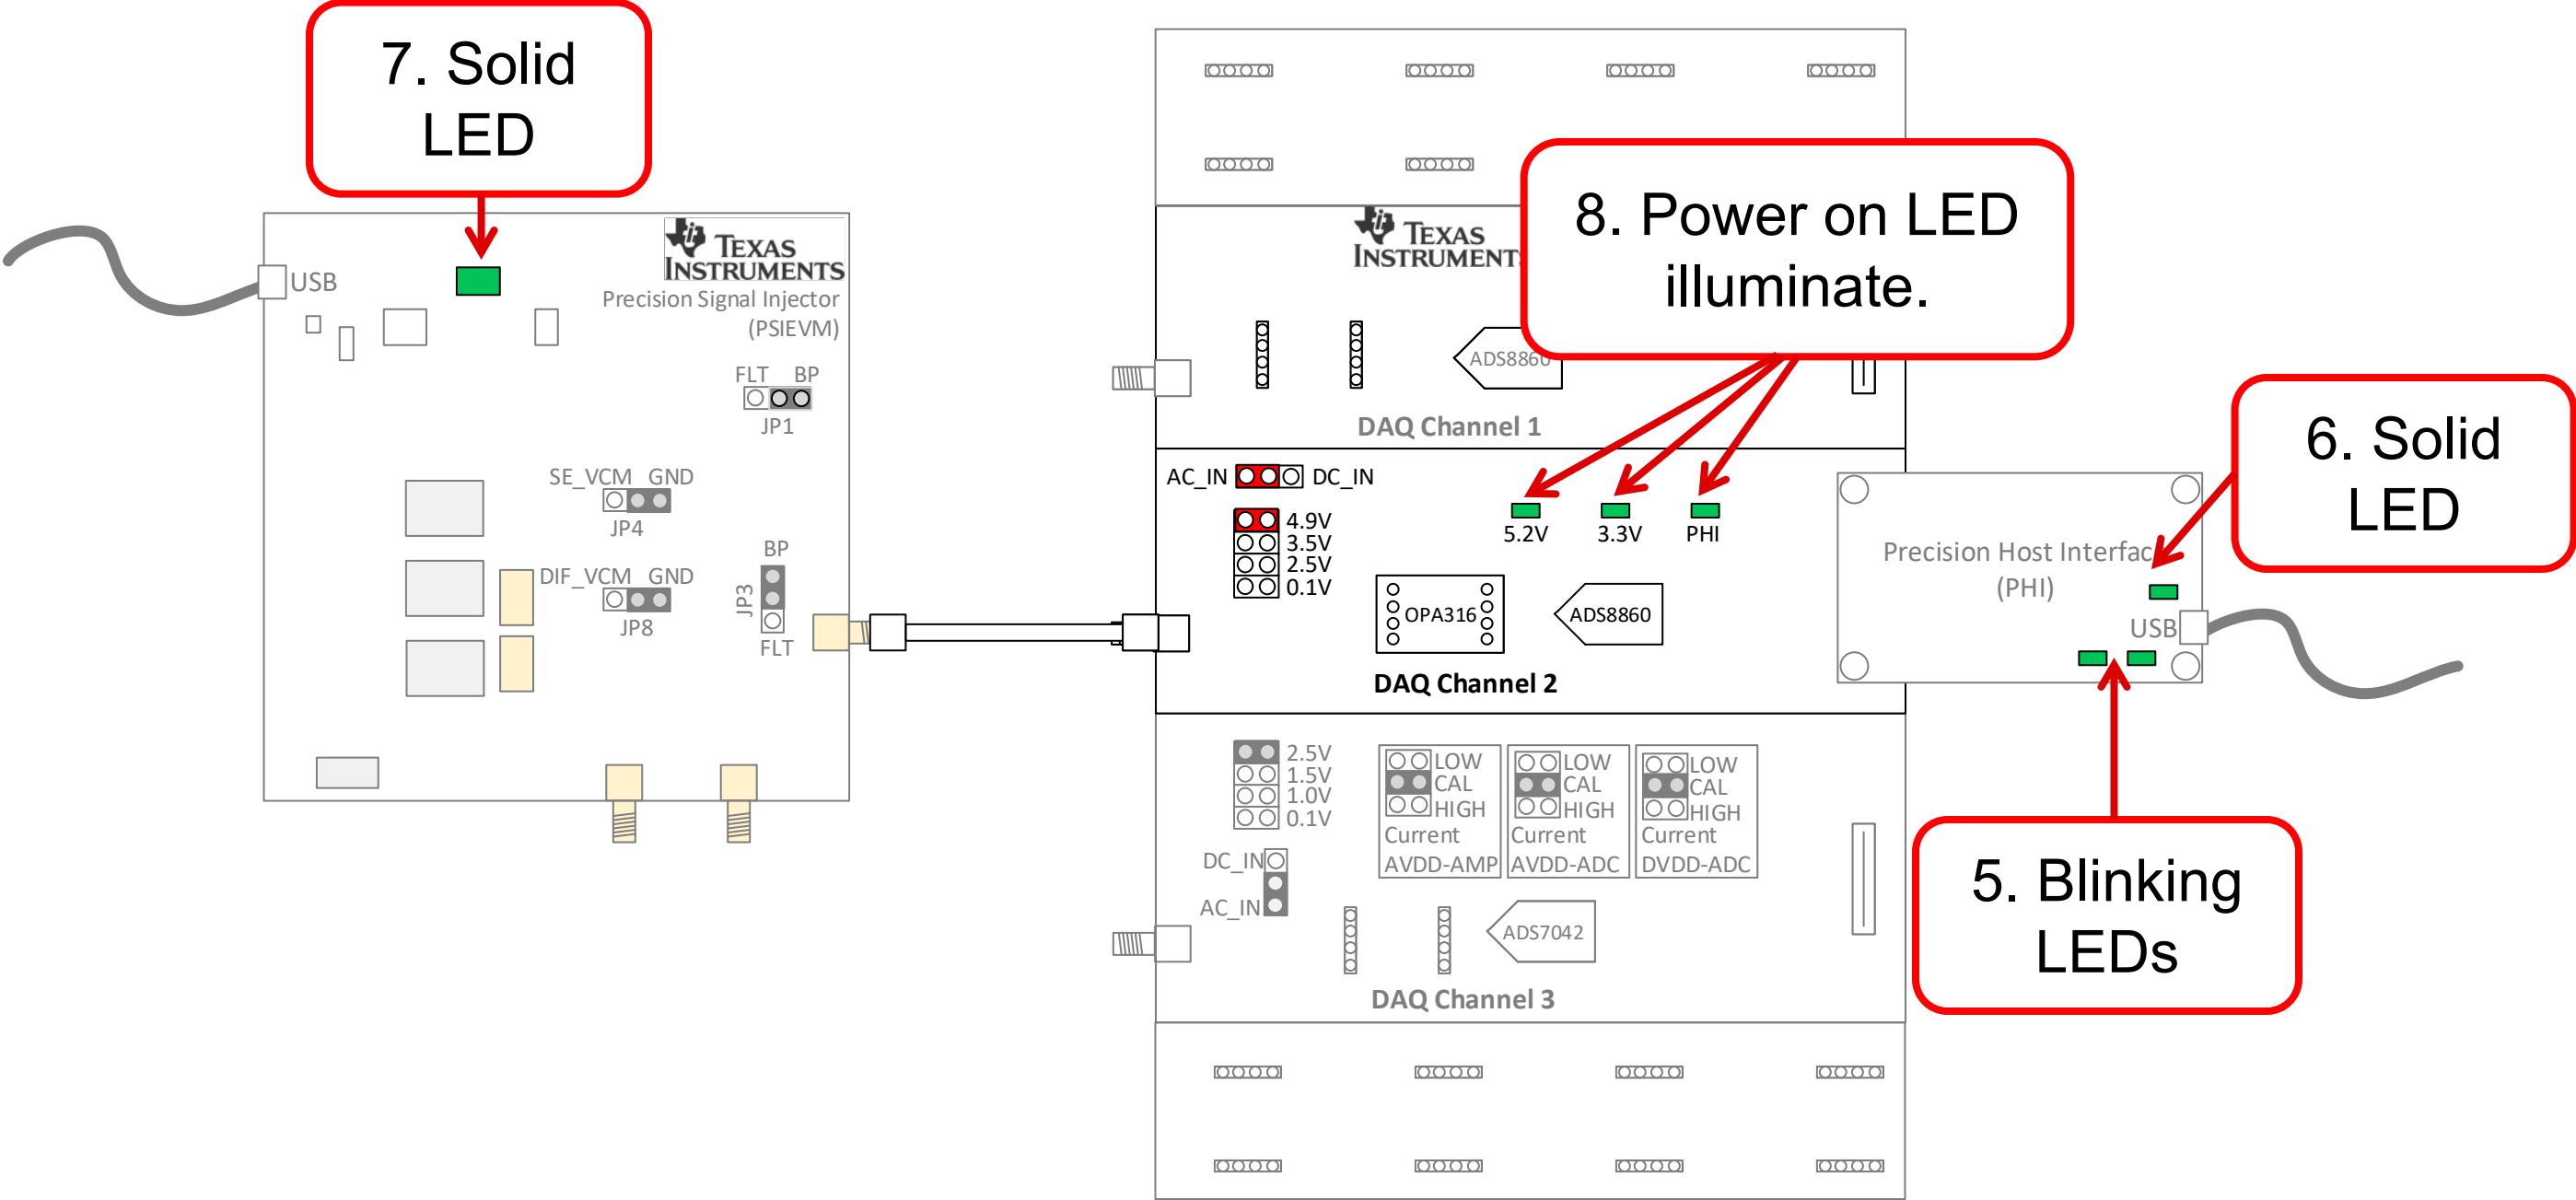 7. Solid
LED
TEXAS
INSTRUMENTS
USB
Precision Signal Injector
(PSIEVM)
FLT BP
JP1
SE_VCM GND
JP4
DIF_VCM GND
JP8
BP
JP3
FLT
TEXAS
INSTRUMENT
8. Power on LED
illuminate.
ADS8860
DAQ Channel 1
AC_IN DC_IN
4.9V
3.5V
2.5V
0.1V
5.2V 3.3V PHI
OPA316
ADS8860
DAQ Channel 2
6. Solid
LED
Precision Host Interfac
(PHI)
USB
5. Blinking
LEDs
2.5V
1.5V
1.0V
0.1V
DC_IN
AC_IN
LOW
CAL
HIGH
Current
AVDD-AMP
LOW
CAL
HIGH
Current
AVDD-ADC
LOW
CAL
HIGH
Current
DVDD-ADC
ADS7042
DAQ Channel 3